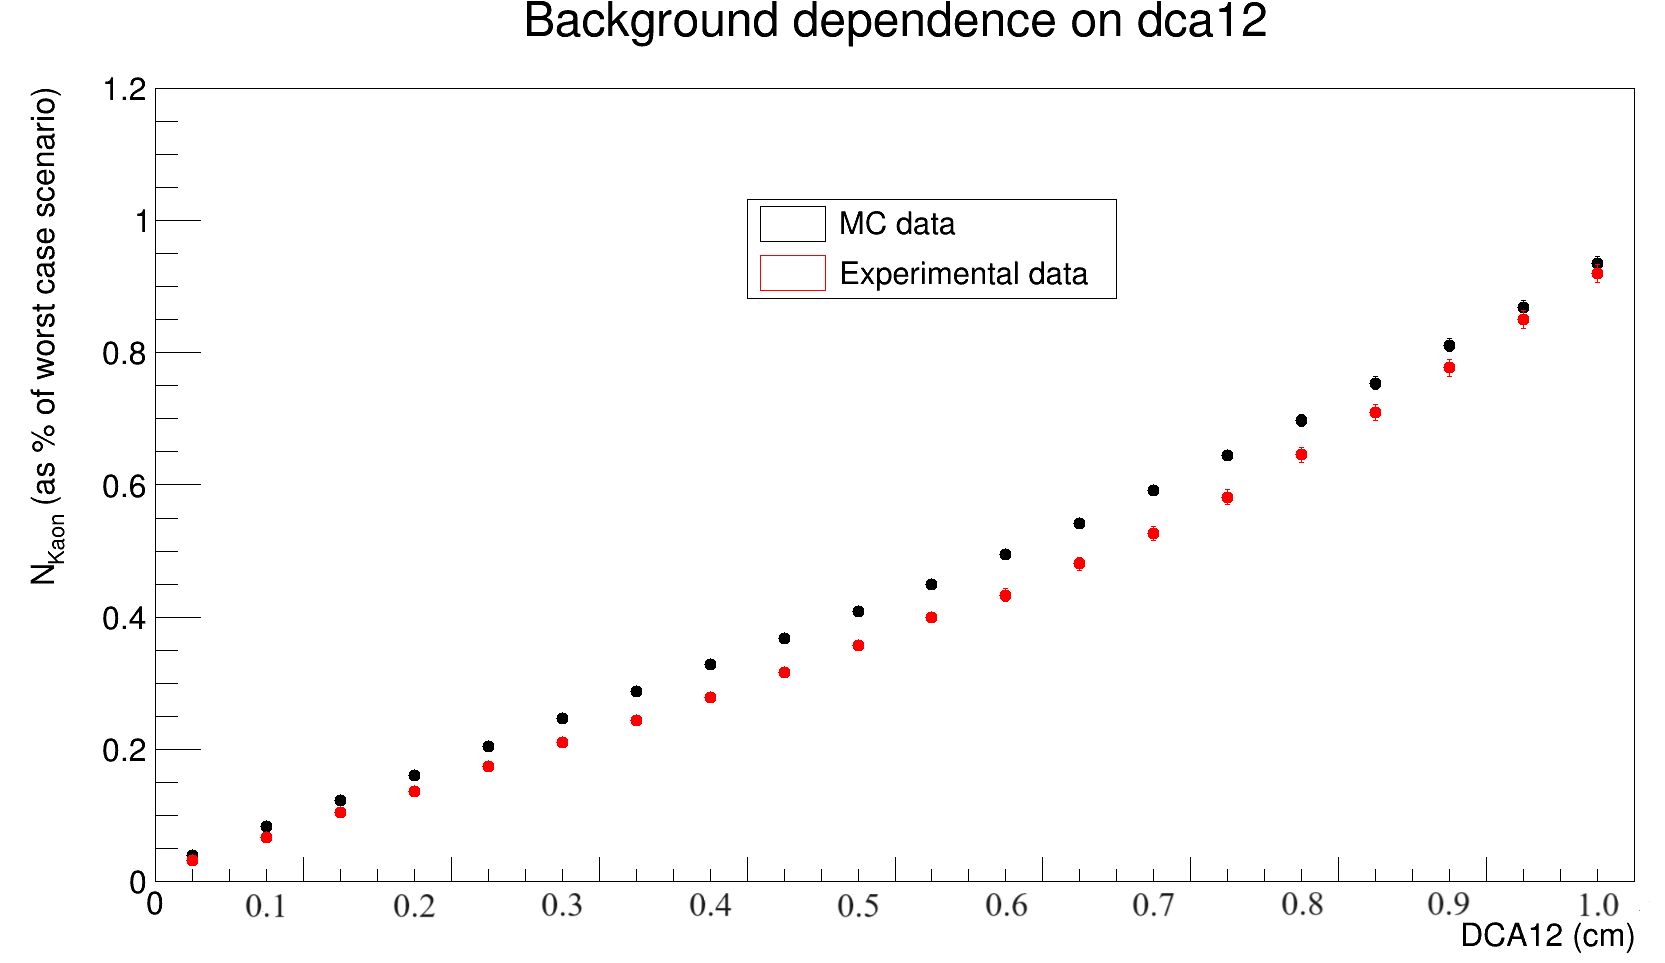 Background dependence on dca12
N_Kaon (as % of worst case scenario)
1.2
1
0.8
0.6
0.4
0.2
0
MC data
Experimental data
0 0.1 0.2 0.3 0.4 0.5 0.6 0.7 0.8 0.9 1.0
DCA12 (cm)